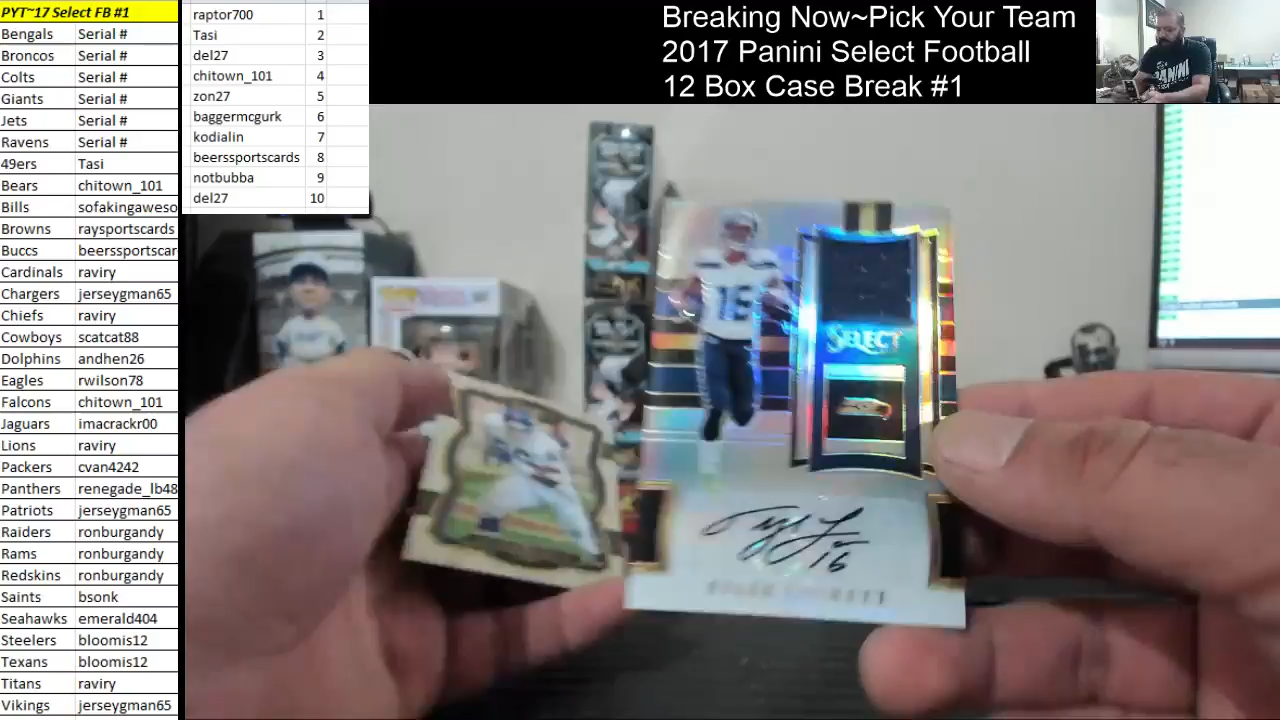 PYT~17 Select FB #1
Bengals Serial #
Broncos Serial #
Colts Serial #
Giants Serial #
Jets Serial #
Ravens Serial #
49ers Tasi
Bears chitown_101
Bills sofakingaweso
Browns raysportscards
Buccs beerssportscar
Cardinals raviry
Chargers jerseygman65
Chiefs raviry
Cowboys scatcat88
Dolphins andhen26
Eagles rwilson78
Falcons chitown_101
Jaguars imacrackr00
Lions raviry
Packers cvan4242
Panthers renegade_lb48
Patriots jerseygman65
Raiders ronburgandy
Rams ronburgandy
Redskins ronburgandy
Saints bsonk
Seahawks emerald404
Steelers bloomis12
Texans bloomis12
Titans raviry
Vikings jerseygman65
raptor700 1
Tasi 2
del27 3
chitown_101 4
zon27 5
baggermcgurk 6
kodialin 7
beerssportscards 8
notbubba 9
del27 10
Breaking Now~Pick Your Team
2017 Panini Select Football
12 Box Case Break #1
PANINI
SELECT
16